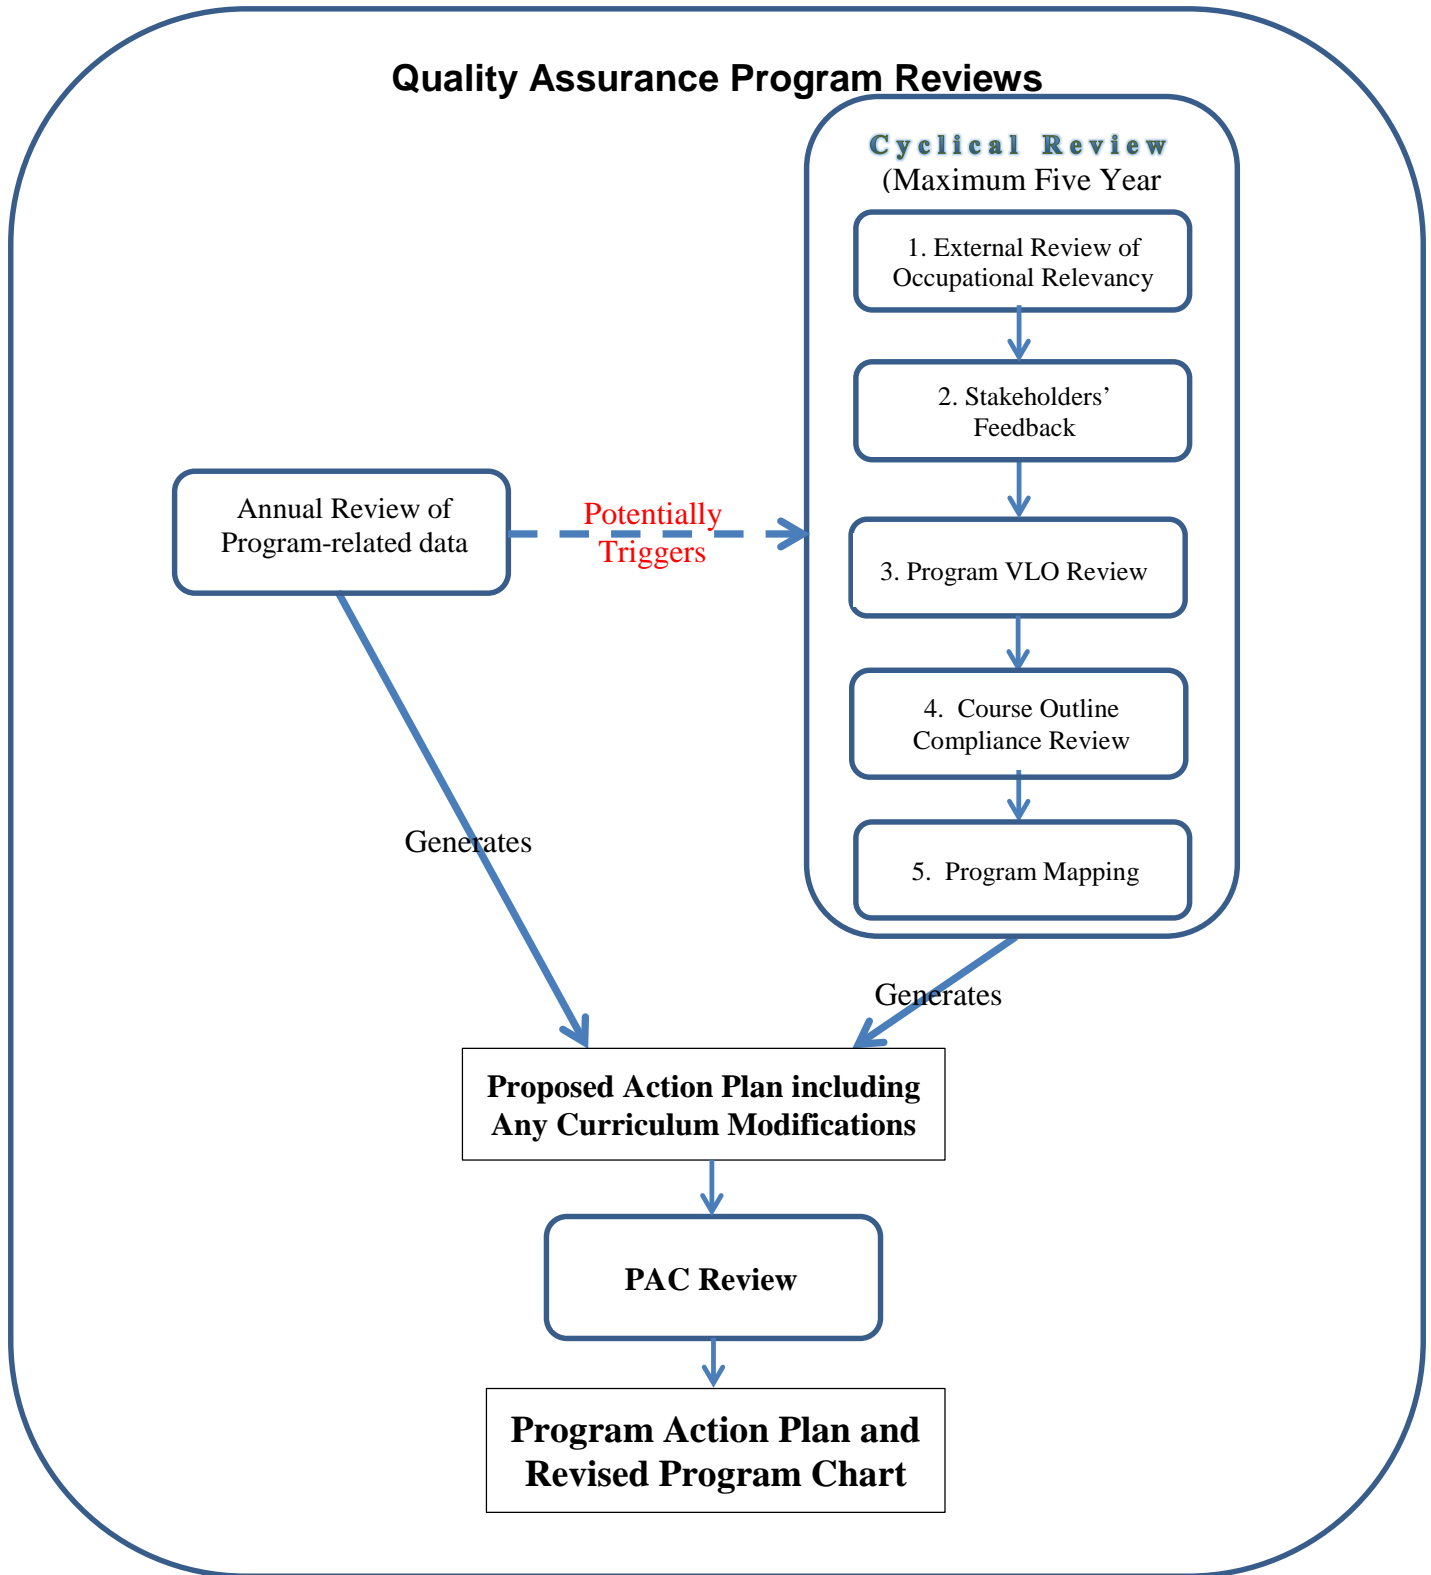 Quality Assurance Program Reviews
Cyclical Review
(Maximum Five Year
1. External Review of
Occupational Relevancy
2. Stakeholders’
Feedback
Annual Review of
Program-related data
Potentially
Triggers
3. Program VLO Review
4. Course Outline
Compliance Review
Generates
5. Program Mapping
Generates
Proposed Action Plan including
Any Curriculum Modifications
PAC Review
Program Action Plan and
Revised Program Chart